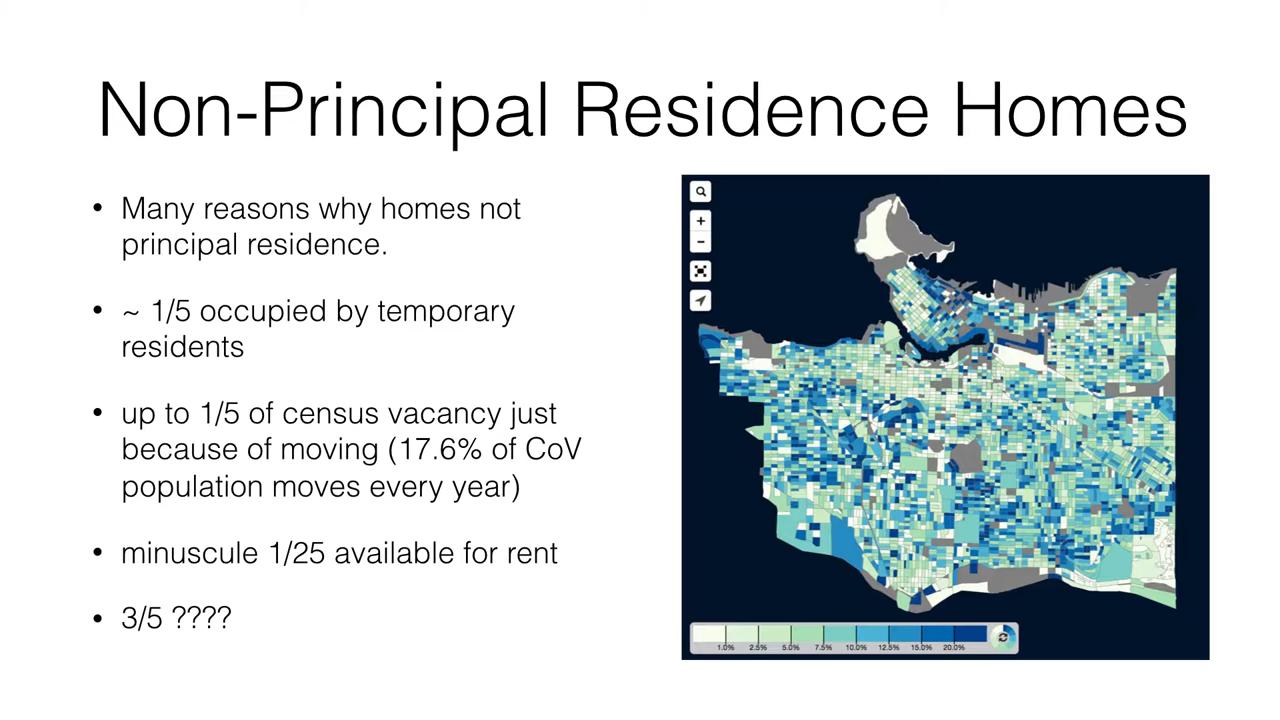 Non-Principal Residence Homes
• Many reasons why homes not
principal residence.
• ~ 1/5 occupied by temporary
residents
• up to 1/5 of census vacancy just
because of moving (17.6% of CoV
population moves every year)
• minuscule 1/25 available for rent
• 3/5 ????
+
−
1.0% 2.5% 5.0% 7.5% 10.0% 12.5% 15.0% 20.0%